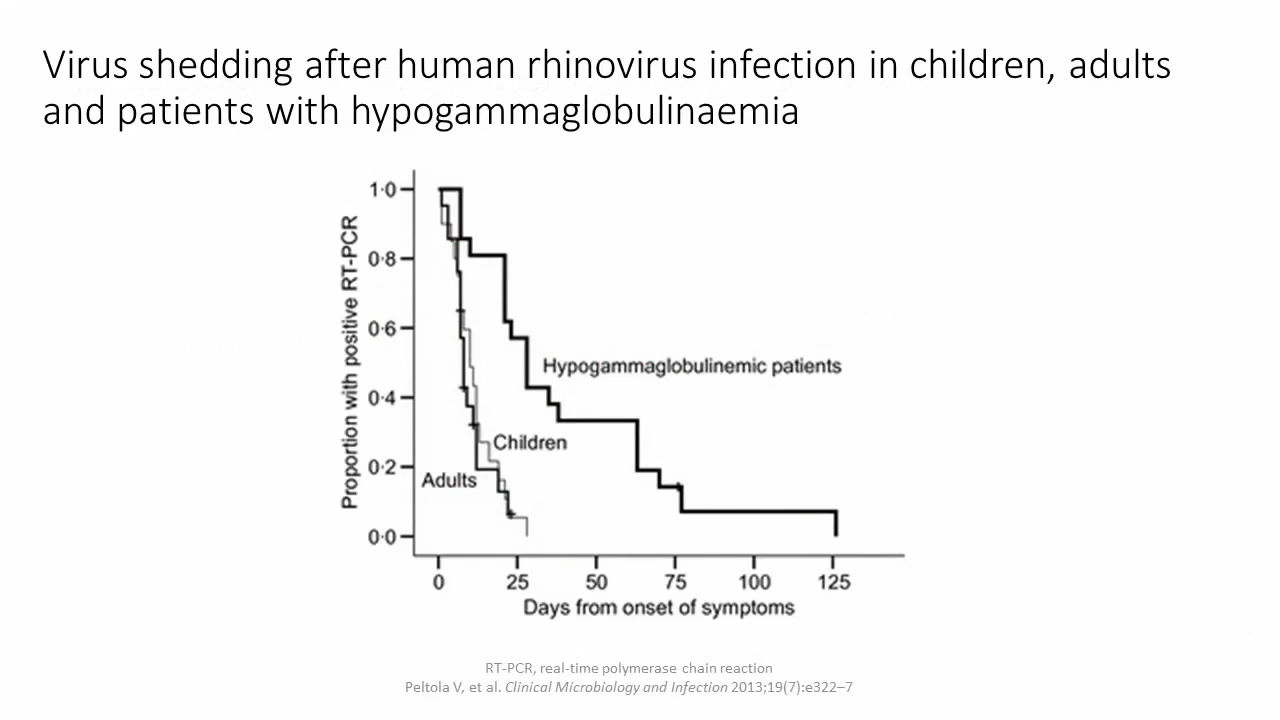 Virus shedding after human rhinovirus infection in children, adults
and patients with hypogammaglobulinaemia
Proportion with positive RT-PCR
1·0
0·8
0·6
0·4
0·2
0·0
Hypogammaglobulinemic patients
Children
Adults
0 25 50 75 100 125
Days from onset of symptoms
RT-PCR, real-time polymerase chain reaction
Peltola V, et al. Clinical Microbiology and Infection 2013;19(7):e322–7